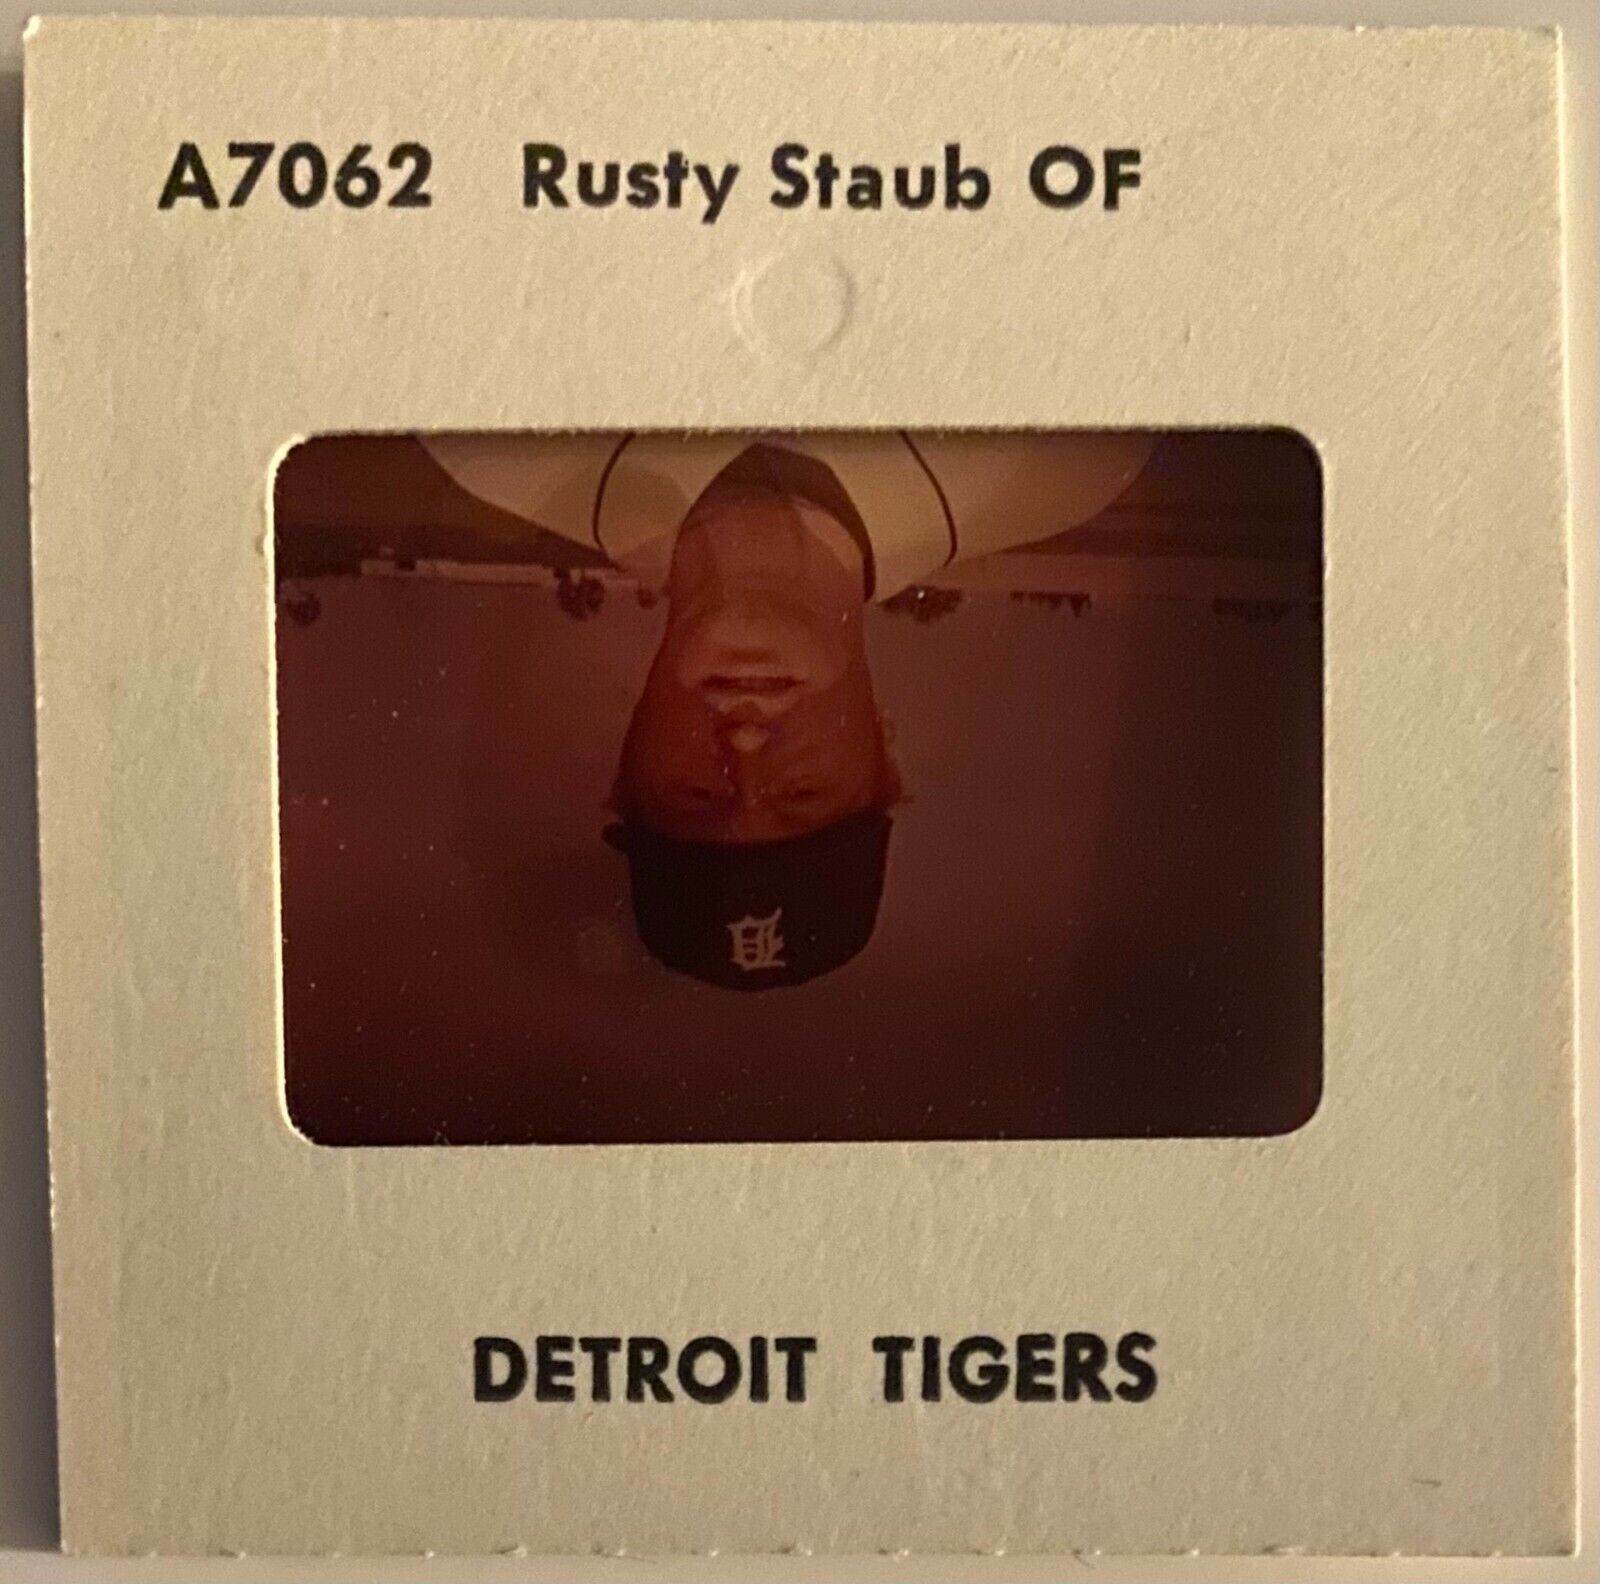 A7062 Rusty Staub OF
D
DETROIT TIGERS